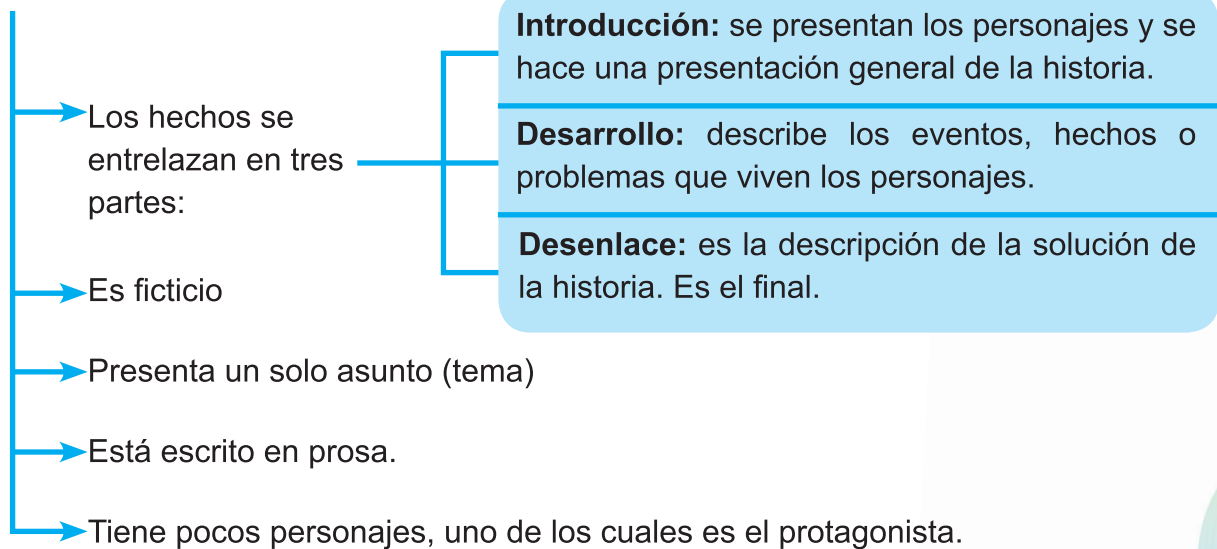 Los hechos se
entrelazan en tres
partes:
Introducción: se presentan los personajes y se
hace una presentación general de la historia.
Desarrollo: describe los eventos, hechos o
problemas que viven los personajes.
Desenlace: es la descripción de la solución de
la historia. Es el final.
Es ficticio
Presenta un solo asunto (tema)
Está escrito en prosa.
Tiene pocos personajes, uno de los cuales es el protagonista.